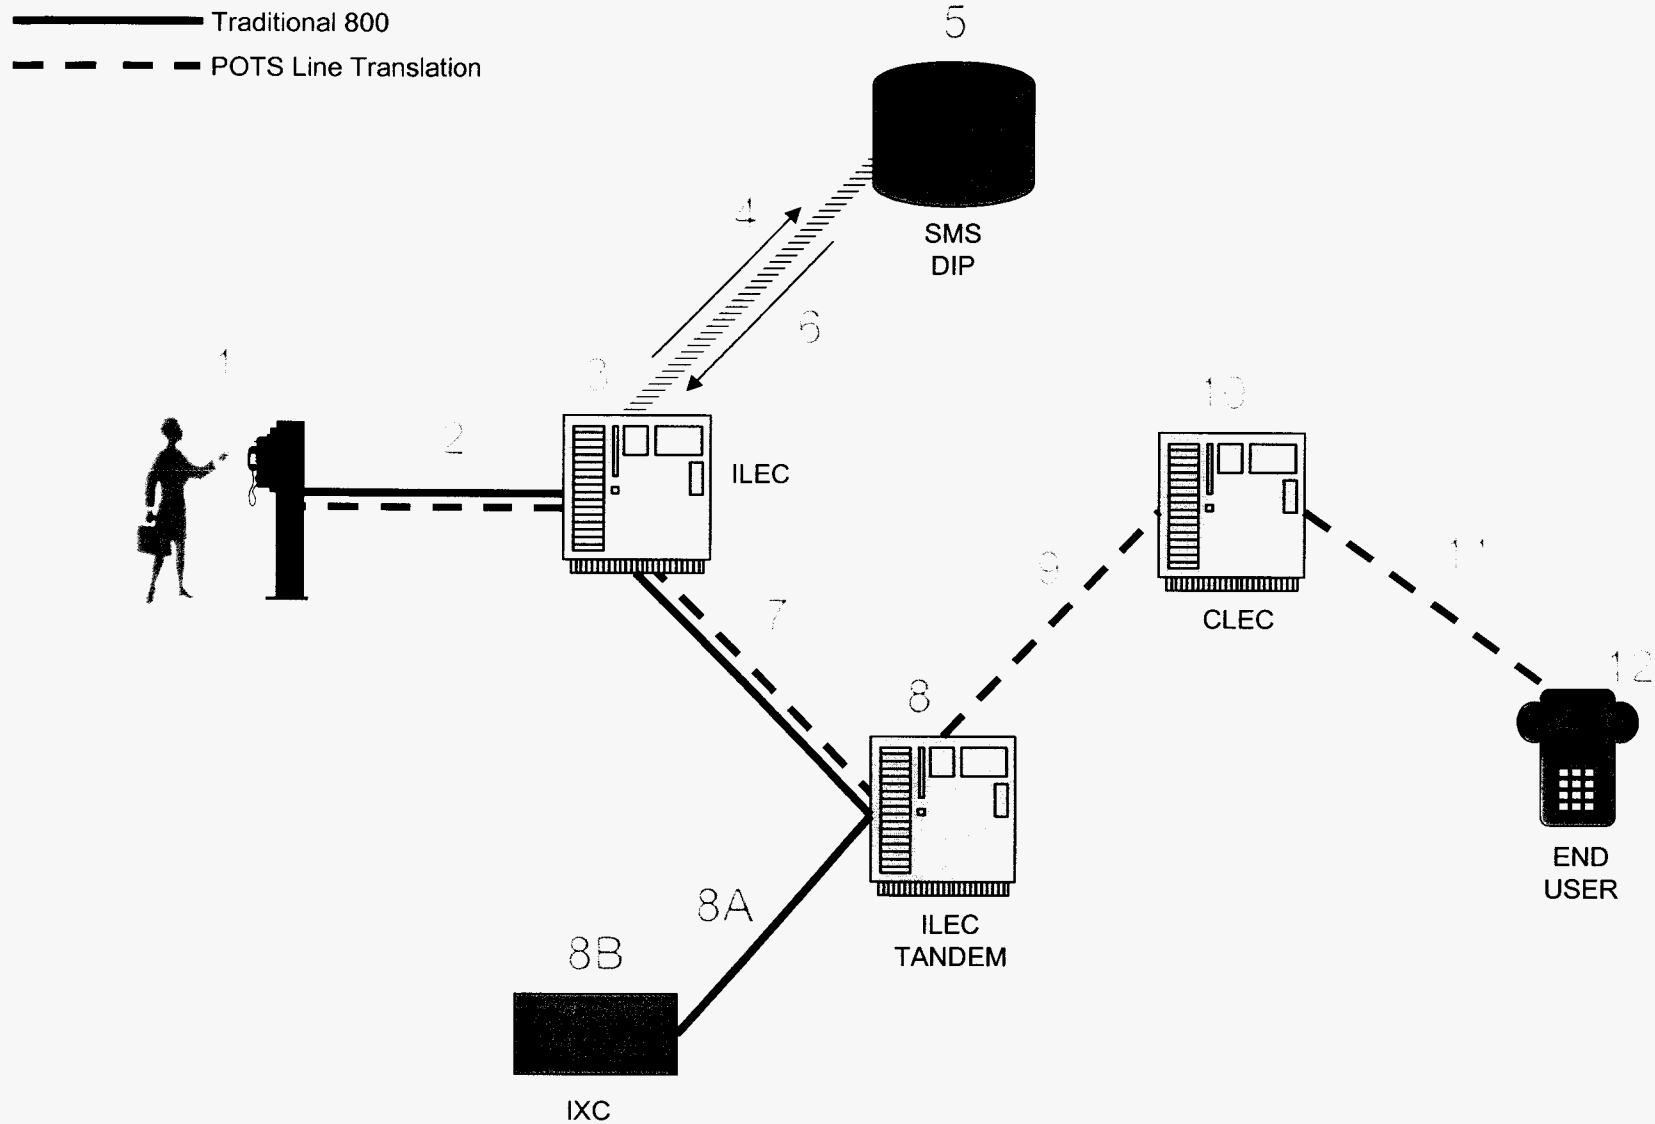 Traditional 800
POTS Line Translation
5
SMS
DIP
4
6
1
2
3
ILEC
10
CLEC
9
11
12
7
8
END
USER
ILEC
TANDEM
8A
8B
IXC